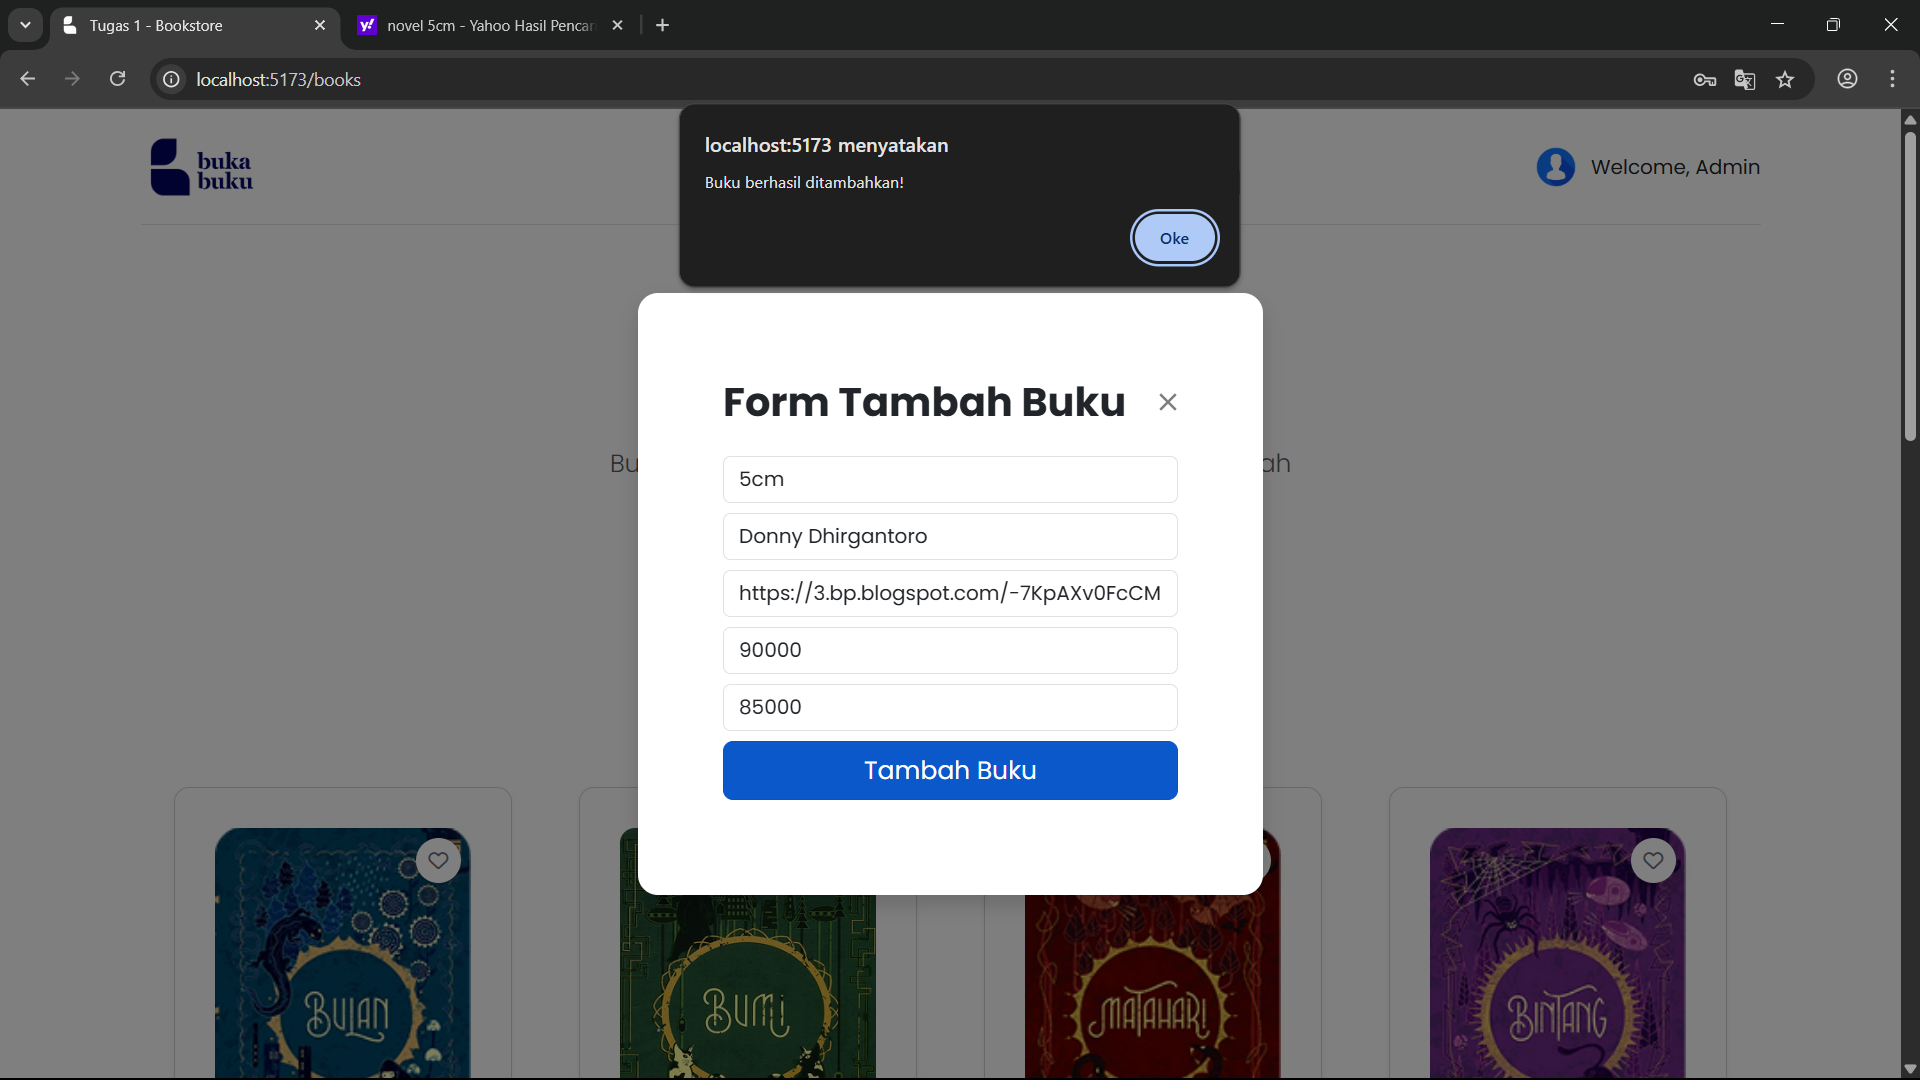 Tugas 1 - Bookstore
novel 5cm - Yahoo Hasil Pencar
localhost:5173/books
localhost:5173 menyatakan
Buku berhasil ditambahkan!
Oke
buka
buku
Welcome, Admin
Form Tambah Buku
Bu
ah
5cm
Donny Dhirgantoro
https://3.bp.blogspot.com/-7KpAXv0FcCM
90000
85000
Tambah Buku
BULAN
BUMI
MATAHARI
BINTANG